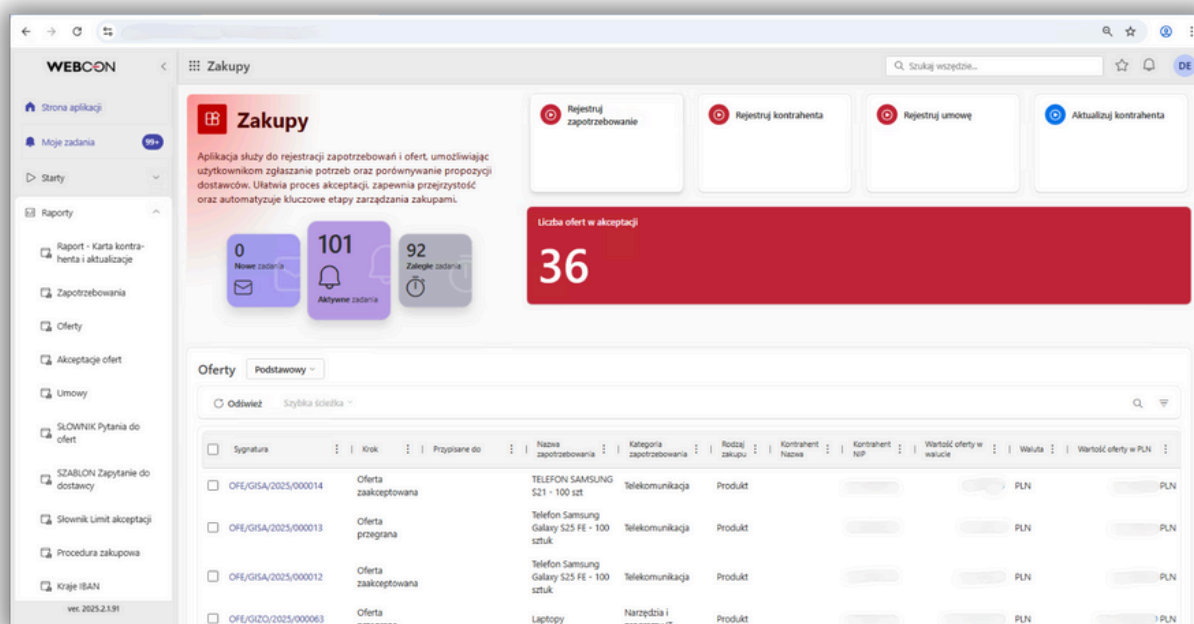 WEBCON
Zakupy
Szukaj wszędzie...
DE
Strona aplikacji
Moje zadania
99+
Starty
Raporty
Raport - Karta kontra-
henta i aktualizacje
Zapotrzebowania
Oferty
Akceptacje ofert
Umowy
SŁOWNIK Pytania do
ofert
SZABLON Zapytanie do
dostawcy
Słownik Limit akceptacji
Procedura zakupowa
Kraje IBAN
ver. 2025.2.1.91
Zakupy
Aplikacja służy do rejestracji zapotrzebowań i ofert, umożliwiając
użytkownikom zgłaszanie potrzeb oraz porównywanie propozycji
dostawców. Ułatwia proces akceptacji, zapewnia przejrzystość
oraz automatyzuje kluczowe etapy zarządzania zakupami.
0
Nowe zadania
101
Aktywne zadania
92
Zaległe zadania
Rejestruj
zapotrzebowanie
Rejestruj kontrahenta
Rejestruj umowę
Aktualizuj kontrahenta
Liczba ofert w akceptacji
36
Oferty
Podstawowy
Odśwież
Szybka ścieżka
Sygnatura
Krok
Przypisane do
Nazwa
zapotrzebowania
Kategoria
zapotrzebowania
Rodzaj
zakupu
Kontrahent
Nazwa
Kontrahent
NIP
Wartość oferty w
walucie
Waluta
Wartość oferty w PLN
OFE/GISA/2025/000014
Oferta
zaakceptowana
TELEFON SAMSUNG
S21 - 100 szt
Telekomunikacja
Produkt
PLN
PLN
OFE/GISA/2025/000013
Oferta
przegrana
Telefon Samsung
Galaxy S25 FE - 100
sztuk
Telekomunikacja
Produkt
PLN
PLN
OFE/GISA/2025/000012
Oferta
zaakceptowana
Telefon Samsung
Galaxy S25 FE - 100
sztuk
Telekomunikacja
Produkt
PLN
PLN
OFE/GIZO/2025/000063
Oferta
Laptopy
Narzędzia i
Produkt
PLN
PLN